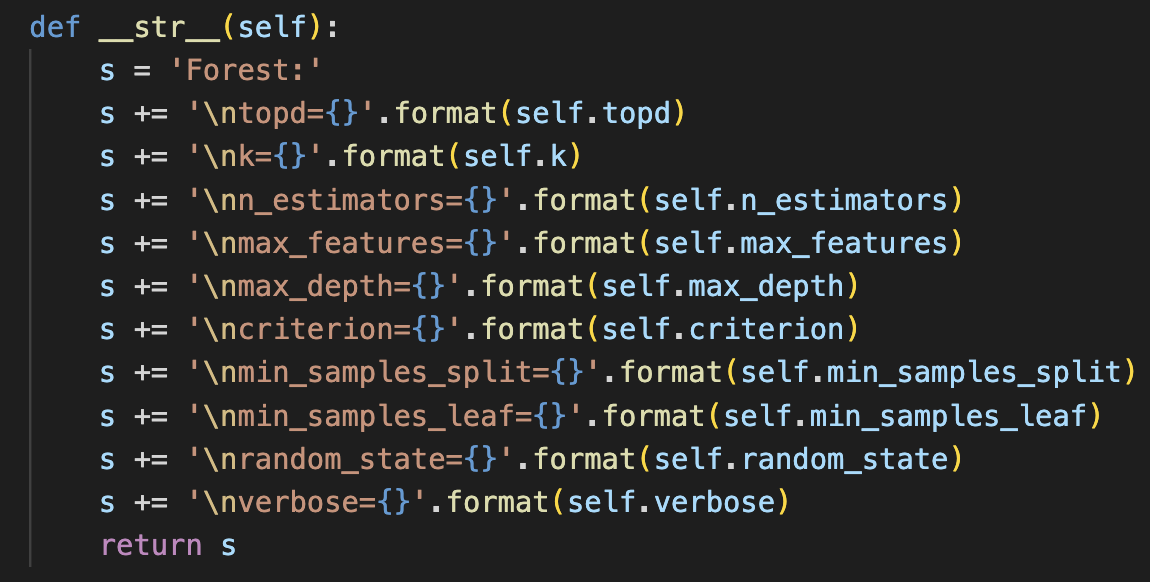 def __str__(self):
    s = 'Forest:'
    s += '\ntopd={}'.format(self.topd)
    s += '\nk={}'.format(self.k)
    s += '\nn_estimators={}'.format(self.n_estimators)
    s += '\nmax_features={}'.format(self.max_features)
    s += '\nmax_depth={}'.format(self.max_depth)
    s += '\ncriterion={}'.format(self.criterion)
    s += '\nmin_samples_split={}'.format(self.min_samples_split)
    s += '\nmin_samples_leaf={}'.format(self.min_samples_leaf)
    s += '\nrandom_state={}'.format(self.random_state)
    s += '\nverbose={}'.format(self.verbose)
    return s